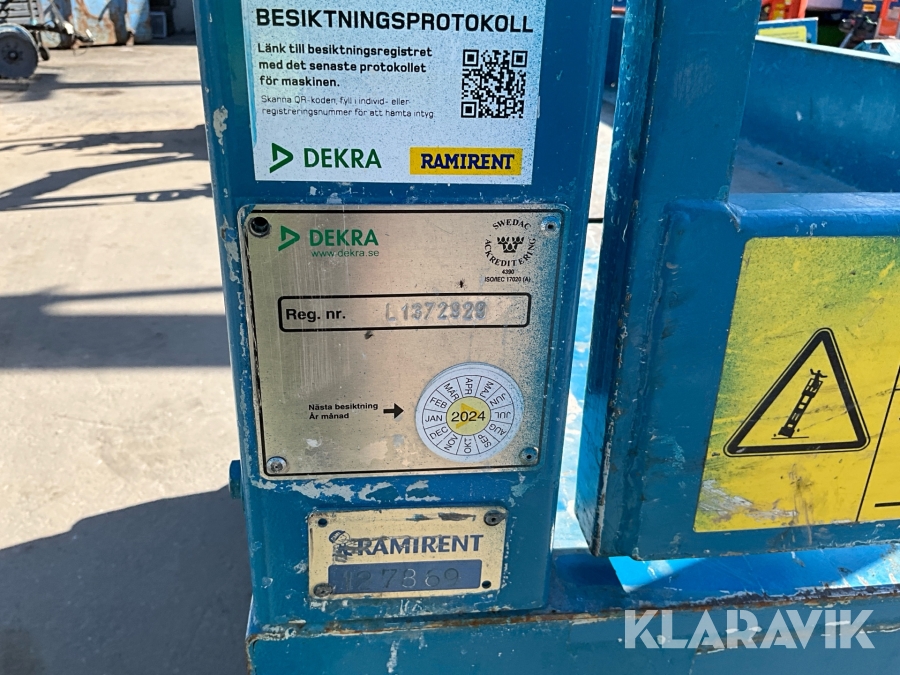 BESIKTNINGSPROTOKOLL
Länk till besiktningsregistret
med det senaste protokollet
för maskinen.
Skanna QR-koden, fyll i individ- eller
registreringsnummer för att hämta intyg.
DEKRA
RAMIRENT
DEKRA
www.dekra.se
SWEDAC
ACKREDITERING
4390
ISO/IEC 17020 (A)
Reg. nr. L1372929
Nästa besiktning
År månad
2024
JAN
FEB
MAR
APR
MAJ
JUN
JUL
AUG
SEP
OKT
NOV
DEC
RAMIRENT
KLARAVIK